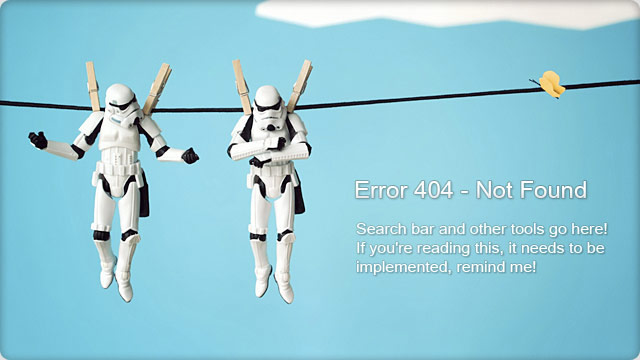 Error 404 - Not Found
Search bar and other tools go here!
If you're reading this, it needs to be
implemented, remind me!